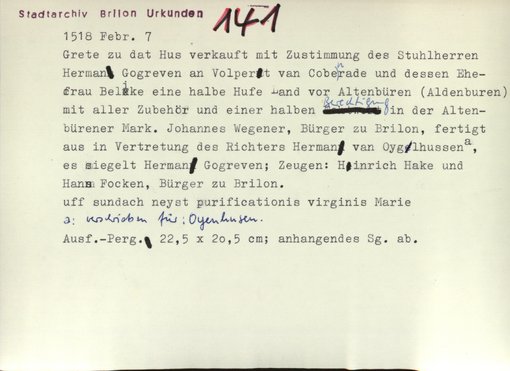 Stadtarchiv Brilon Urkunden 141
1518 Febr. 7
Grete zu dat Hus verkauft mit Zustimmung des Stuhlherren
Herman Gogreven an Volpert van Coberade und dessen Ehe-
frau Belike eine halbe Hufe Land vor Altenbüren (Aldenburen)
mit aller Zubehör und einer halben Berechtigung in der Alten-
bürener Mark. Johannes Wegener, Bürger zu Brilon, fertigt
aus in Vertretung des Richters Herman van Oygelhussen a,
es siegelt Herman Gogreven; Zeugen: Heinrich Hake und
Hans Focken, Bürger zu Brilon.
uff sundach neyst purificationis virginis Marie
a: verschrieben für: Oyenhusen.
Ausf.-Perg. 22,5 x 20,5 cm; anhangendes Sg. ab.